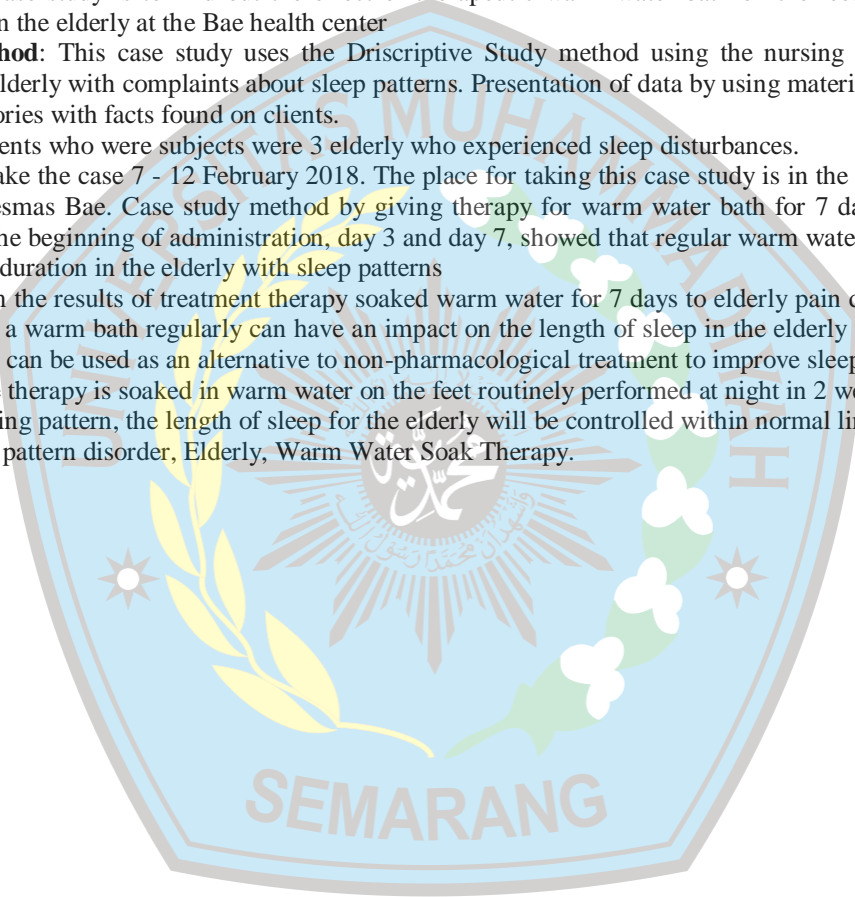 in the elderly at the Bae health center
hod: This case study uses the Driscriptive Study method using the nursing
elderly with complaints about sleep patterns. Presentation of data by using materi
ories with facts found on clients.
ents who were subjects were 3 elderly who experienced sleep disturbances.
ake the case 7 - 12 February 2018. The place for taking this case study is in the
esmas Bae. Case study method by giving therapy for warm water bath for 7 da
he beginning of administration, day 3 and day 7, showed that regular warm water
duration in the elderly with sleep patterns
n the results of treatment therapy soaked warm water for 7 days to elderly pain c
a warm bath regularly can have an impact on the length of sleep in the elderly
can be used as an alternative to non-pharmacological treatment to improve sleep
therapy is soaked in warm water on the feet routinely performed at night in 2 we
ing pattern, the length of sleep for the elderly will be controlled within normal lin
pattern disorder, Elderly, Warm Water Soak Therapy.
UNIVERSITAS MUHAMMADIYAH
محمد
SEMARANG